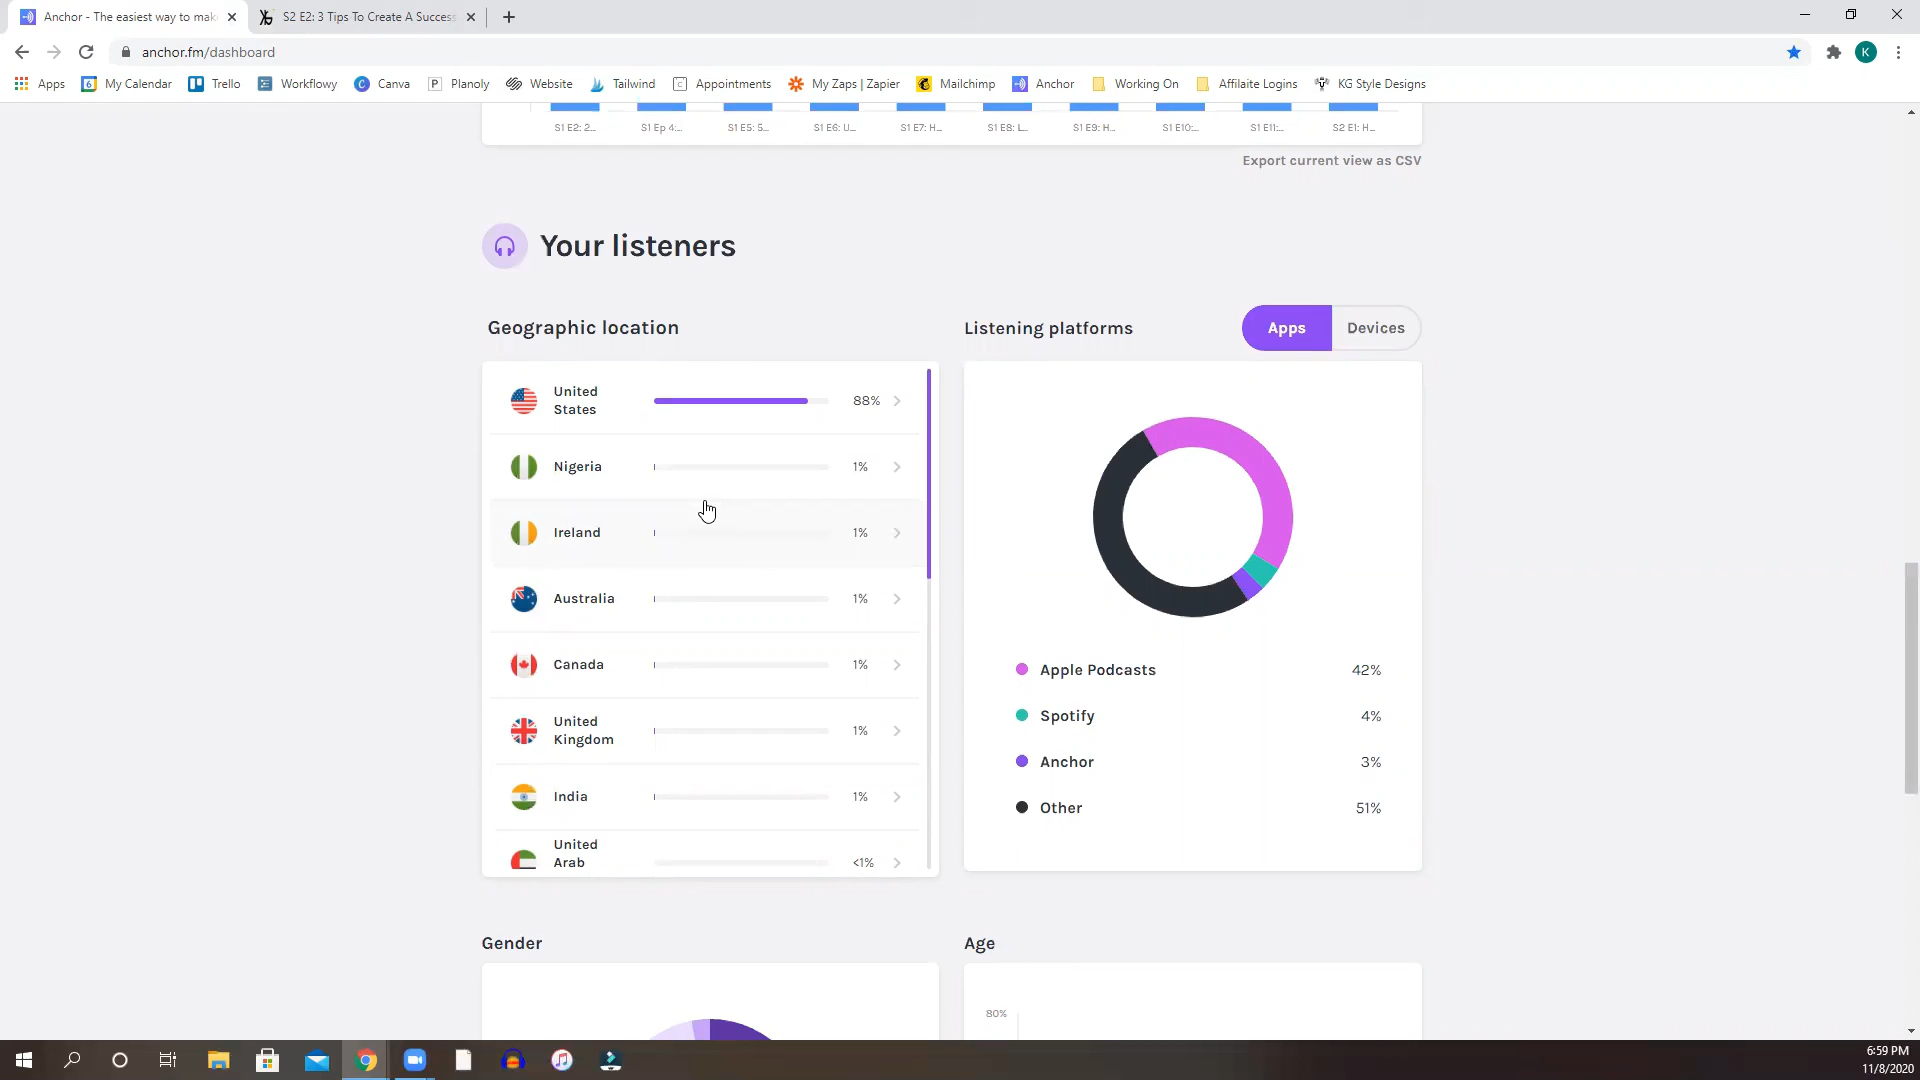 Anchor - The easiest way to mak
S2 E2: 3 Tips To Create A Success
anchor.fm/dashboard
K
Apps
6
My Calendar
Trello
Workflowy
C
Canva
P
Planoly
Website
Tailwind
C
Appointments
My Zaps | Zapier
Mailchimp
Anchor
Working On
Affilaite Logins
KG Style Designs
S1 E2: 2...
S1 Ep 4:...
S1 E5: 5...
S1 E6: U...
S1 E7: H...
S1 E8: L...
S1 E9: H...
S1 E10:...
S1 E11:...
S2 E1: H...
Export current view as CSV
Your listeners
Geographic location
United
States
88%
Nigeria
1%
Ireland
1%
Australia
1%
Canada
1%
United
Kingdom
1%
India
1%
United
Arab
<1%
Listening platforms
Apps
Devices
Apple Podcasts
42%
Spotify
4%
Anchor
3%
Other
51%
Gender
Age
80%
6:59 PM
11/8/2020